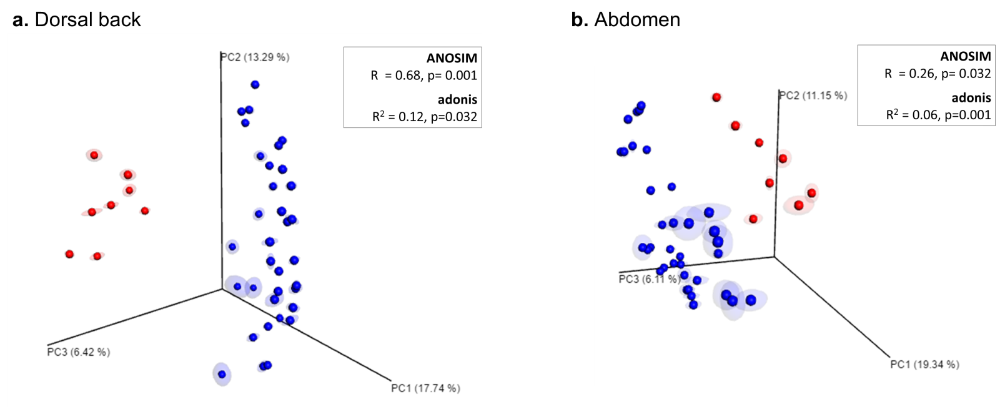 a. Dorsal back
PC2 (13.29 %)
ANOSIM
R = 0.68, p= 0.001
adonis
R² = 0.12, p=0.032
PC3 (6.42 %)
PC1 (17.74 %)
b. Abdomen
ANOSIM
R = 0.26, p= 0.032
adonis
R² = 0.06, p=0.001
PC2 (11.15 %)
PC3 (6.11 %)
PC1 (19.34 %)